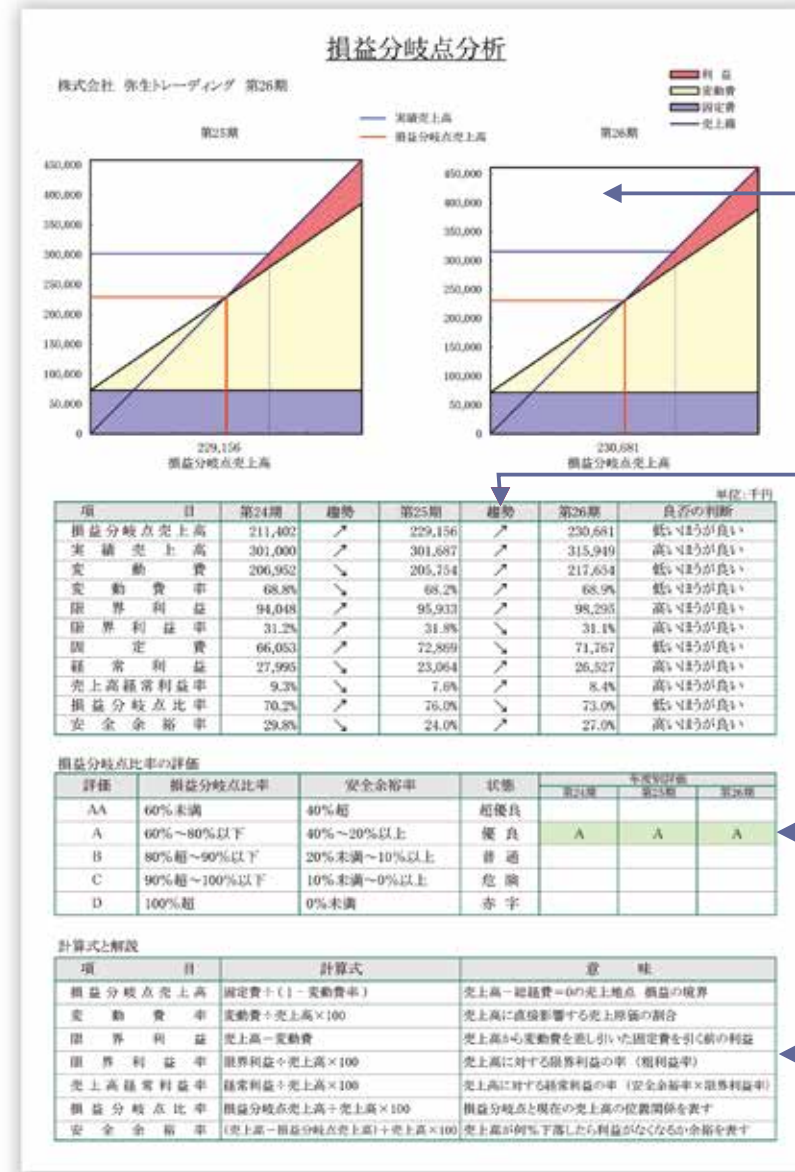 損益分岐点分析
株式会社 弥生トレーディング 第26期
利益
変動費
固定費
売上線
実績売上高
損益分岐点売上高
第25期
第26期
450,000
400,000
350,000
300,000
250,000
200,000
150,000
100,000
50,000
0
229,156
損益分岐点売上高
450,000
400,000
350,000
300,000
250,000
200,000
150,000
100,000
50,000
0
230,681
損益分岐点売上高
単位:千円
項目 第24期 趨勢 第25期 趨勢 第26期 良否の判断
損益分岐点売上高 211,402 ↗ 229,156 ↗ 230,681 低いほうが良い
実績売上高 301,000 ↗ 301,687 ↗ 315,949 高いほうが良い
変動費 206,952 ↘ 205,754 ↘ 217,654 低いほうが良い
変動費率 68.8% ↘ 68.2% ↗ 68.9% 低いほうが良い
限界利益 94,048 ↗ 95,933 ↗ 98,295 高いほうが良い
限界利益率 31.2% ↗ 31.8% ↘ 31.1% 高いほうが良い
固定費 66,053 ↗ 72,869 ↘ 71,767 低いほうが良い
経常利益 27,995 ↘ 23,064 ↗ 26,527 高いほうが良い
売上高経常利益率 9.3% ↘ 7.6% ↗ 8.4% 高いほうが良い
損益分岐点比率 70.2% ↗ 76.0% ↘ 73.0% 低いほうが良い
安全余裕率 29.8% ↘ 24.0% ↗ 27.0% 高いほうが良い
損益分岐点比率の評価
評価 損益分岐点比率 安全余裕率 状態 年度別評価
第24期 第25期 第26期
AA 60%未満 40%超 超優良
A 60%~80%以下 40%~20%以上 優良 A A A
B 80%超~90%以下 20%未満~10%以上 普通
C 90%超~100%以下 10%未満~0%以上 危険
D 100%超 0%未満 赤字
計算式と解説
項目 計算式 意味
損益分岐点売上高 固定費÷(1-変動費率) 売上高-総経費=0の売上地点 損益の境界
変動費率 変動費÷売上高×100 売上高に直接影響する売上原価の割合
限界利益 売上高-変動費 売上高から変動費を差し引いた固定費を引く前の利益
限界利益率 限界利益÷売上高×100 売上高に対する限界利益の率 (粗利益率)
売上高経常利益率 経常利益÷売上高×100 売上高に対する経常利益の率 (安全余裕率×限界利益率)
損益分岐点比率 損益分岐点売上高÷売上高×100 損益分岐点と現在の売上高の位置関係を表す
安全余裕率 (売上高-損益分岐点売上高)÷売上高×100 売上高が何%下落したら利益がなくなるか余裕を表す